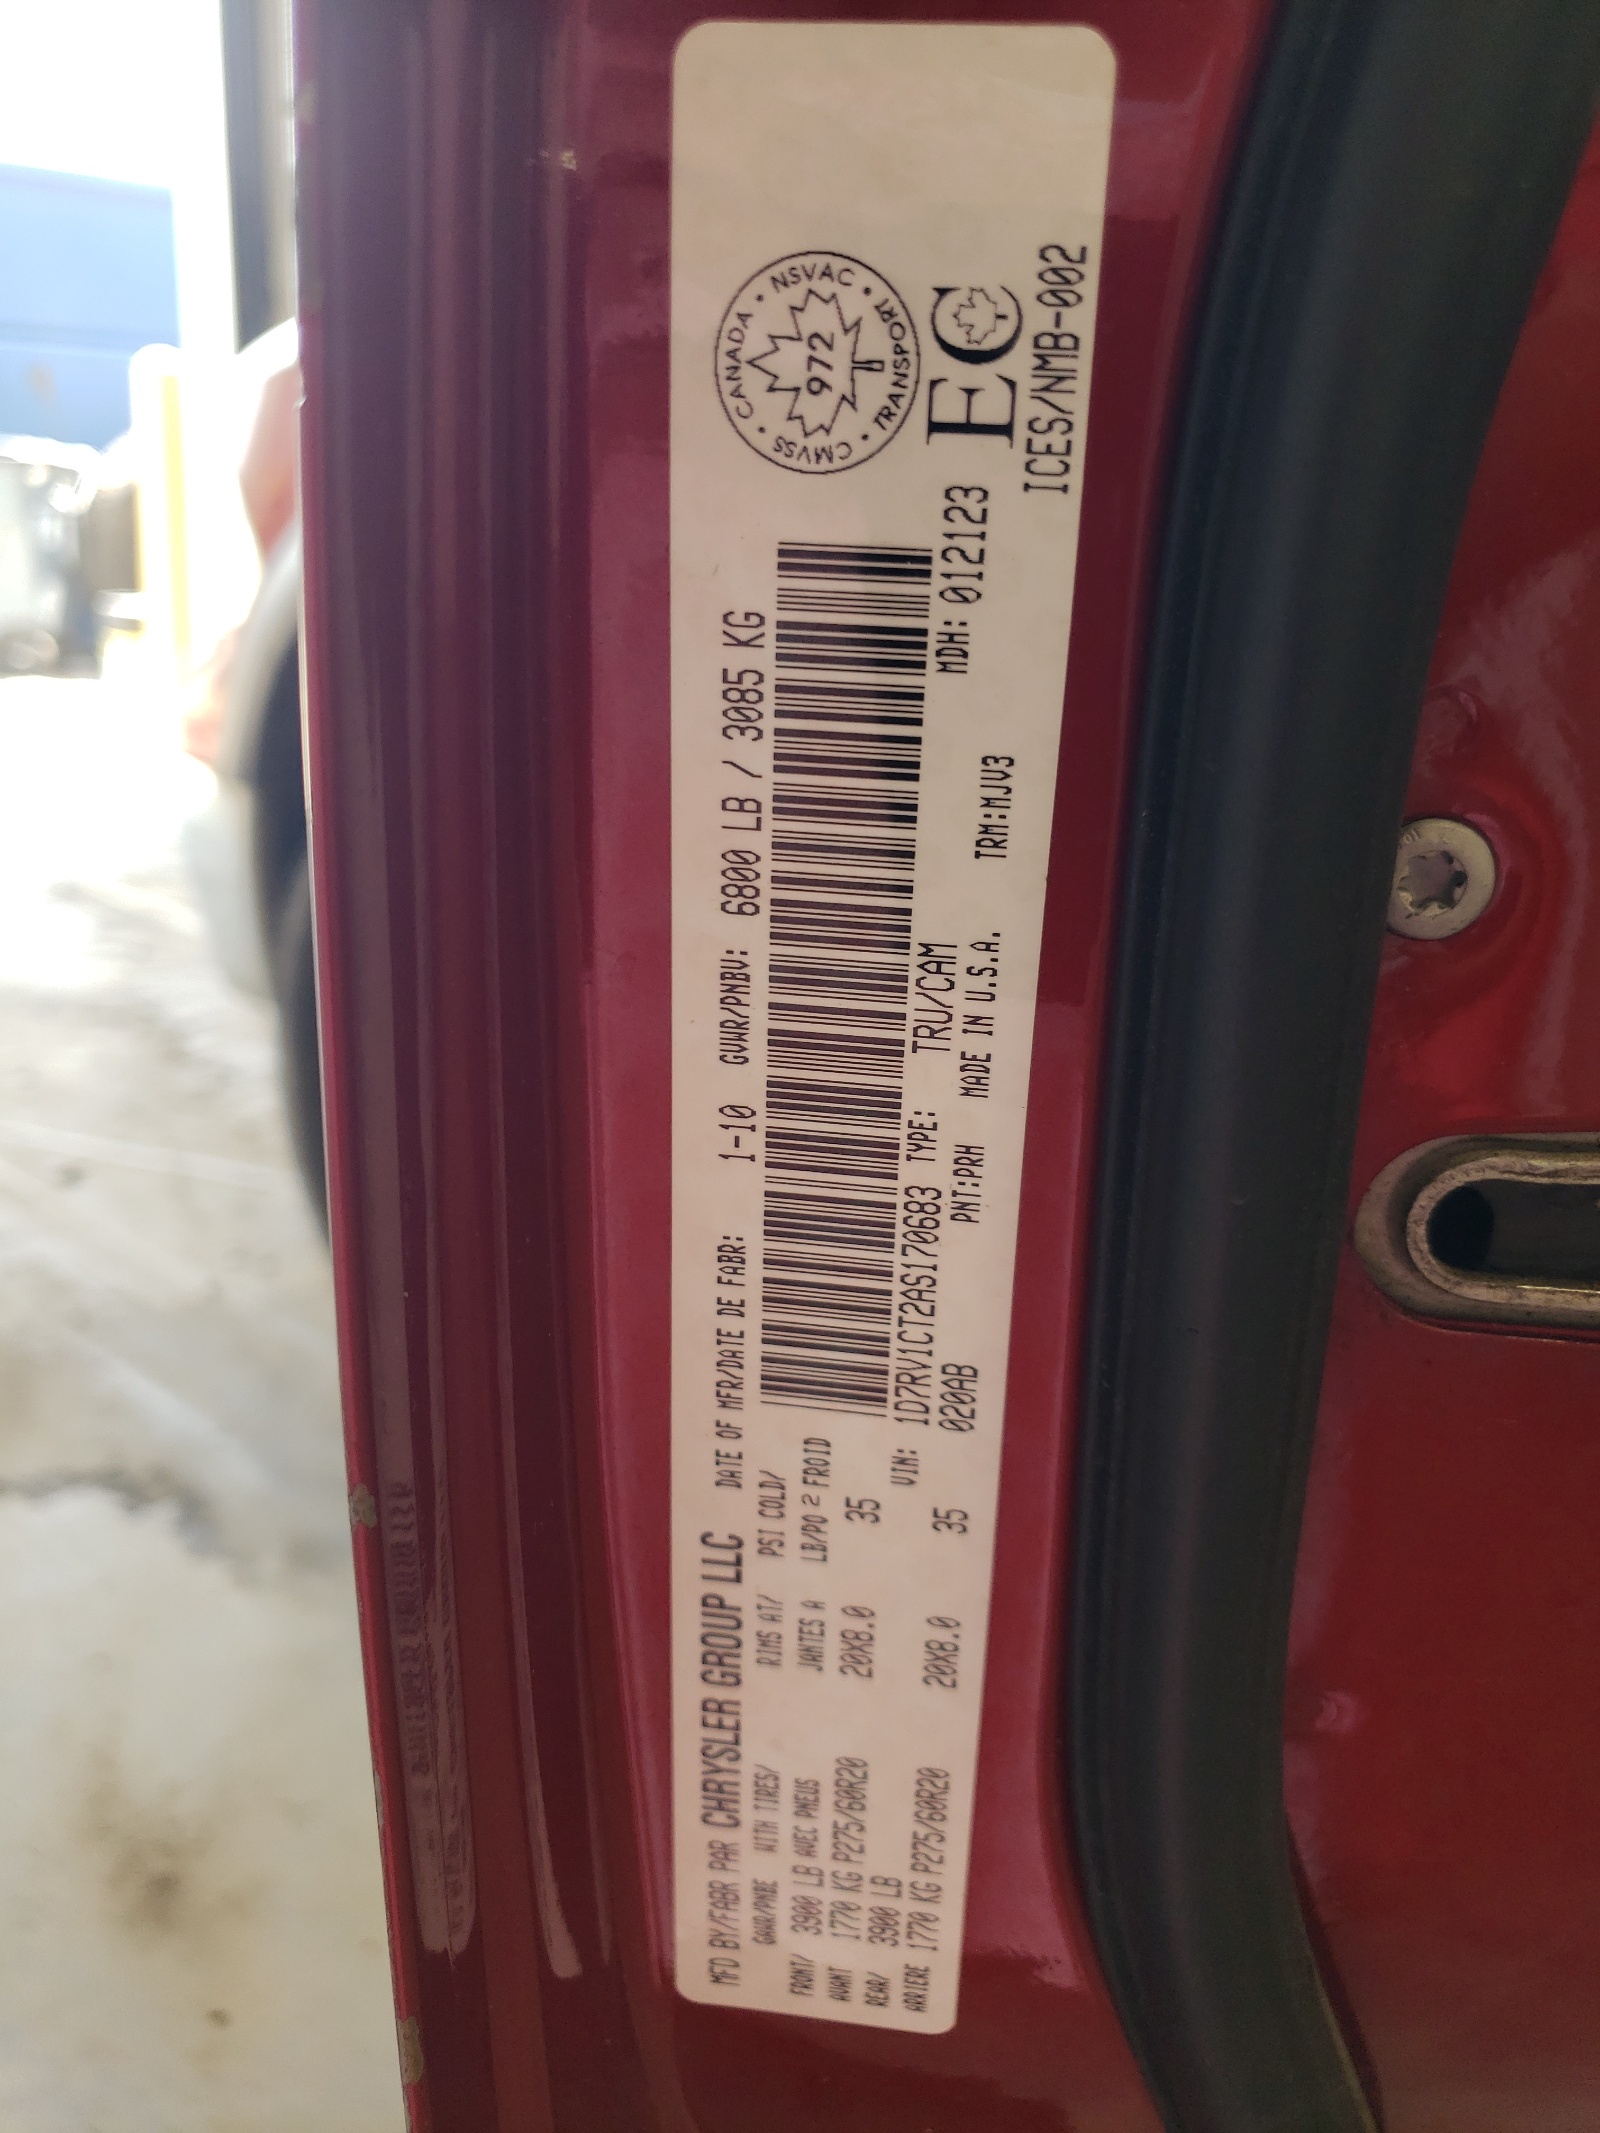 MFD BY/FABR PAR CHRYSLER GROUP LLC DATE OF MFR/DATE DE FABR: 1-10 GVWR/PNBV: 6800 LB / 3085 KG
GAWR/PNBE WITH TIRES/ RIMS AT/ PSI COLD/
FRONT/ 3900 LB AVEC PNEUS JANTES A LB/PO 2 FROID
AVANT 1770 KG P275/60R20 20X8.0 35
REAR/ 3900 LB
ARRIERE 1770 KG P275/60R20 20X8.0 35
VIN: 1D7RV1CT2AS170683 TYPE: TRU/CAM MDH: 012123
020AB PNT:PRH MADE IN U.S.A. TRM:MJV3
CANADA • NSVAC • TRANSPORT • CMVSS •
972
EC
ICES/NMB-002